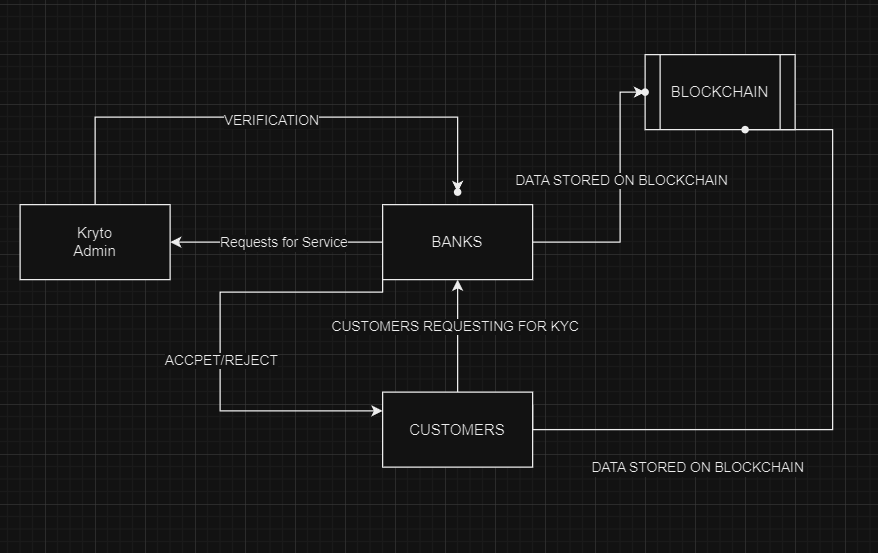 BLOCKCHAIN
VERIFICATION
DATA STORED ON BLOCKCHAIN
Kryto
Admin
Requests for Service
BANKS
CUSTOMERS REQUESTING FOR KYC
ACCPET/REJECT
CUSTOMERS
DATA STORED ON BLOCKCHAIN